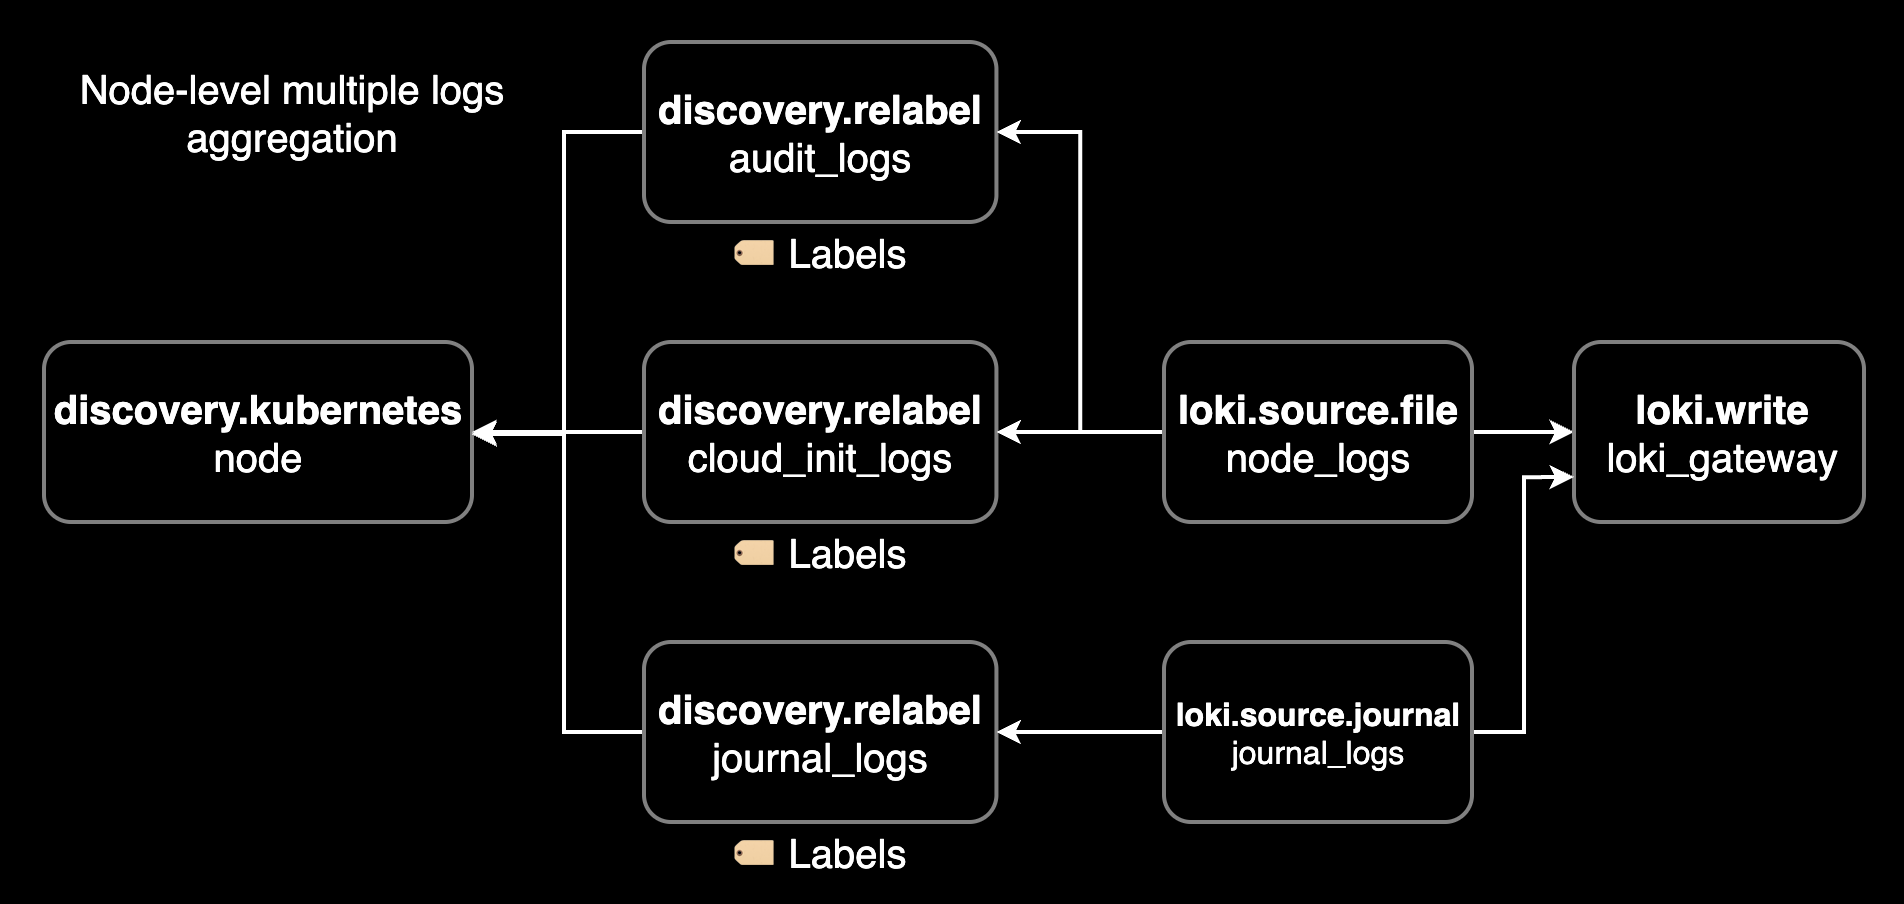 Node-level multiple logs
aggregation
discovery.relabel
audit_logs
Labels
discovery.kubernetes
node
discovery.relabel
cloud_init_logs
Labels
loki.source.file
node_logs
loki.write
loki_gateway
discovery.relabel
journal_logs
Labels
loki.source.journal
journal_logs